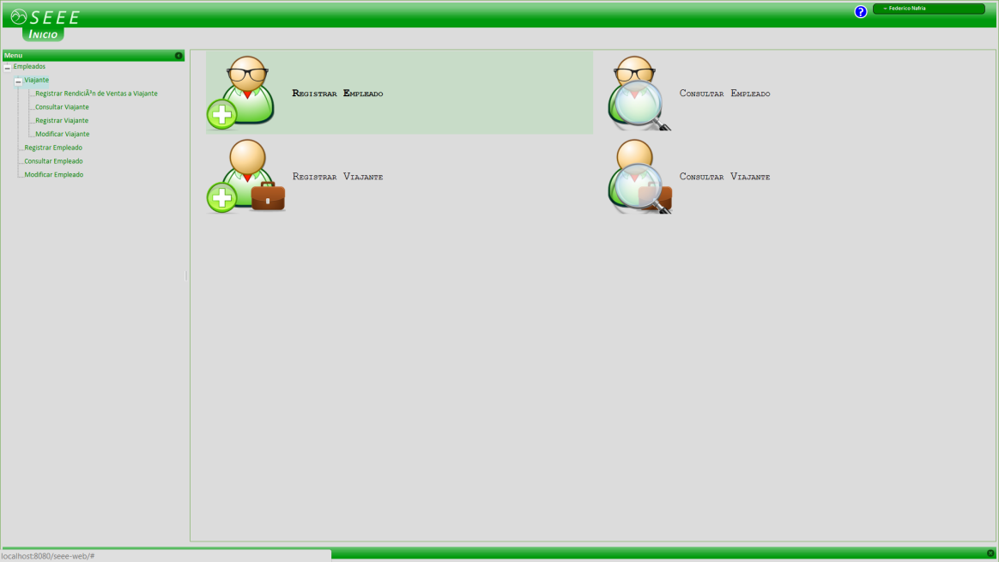 SEEE
Inicio
? – Federico Nafria
Menu
Empleados
Viajante
Registrar RendiciÃ³n de Ventas a Viajante
Consultar Viajante
Registrar Viajante
Modificar Viajante
Registrar Empleado
Consultar Empleado
Modificar Empleado
Registrar Empleado
Consultar Empleado
Registrar Viajante
Consultar Viajante
localhost:8080/seee-web/#